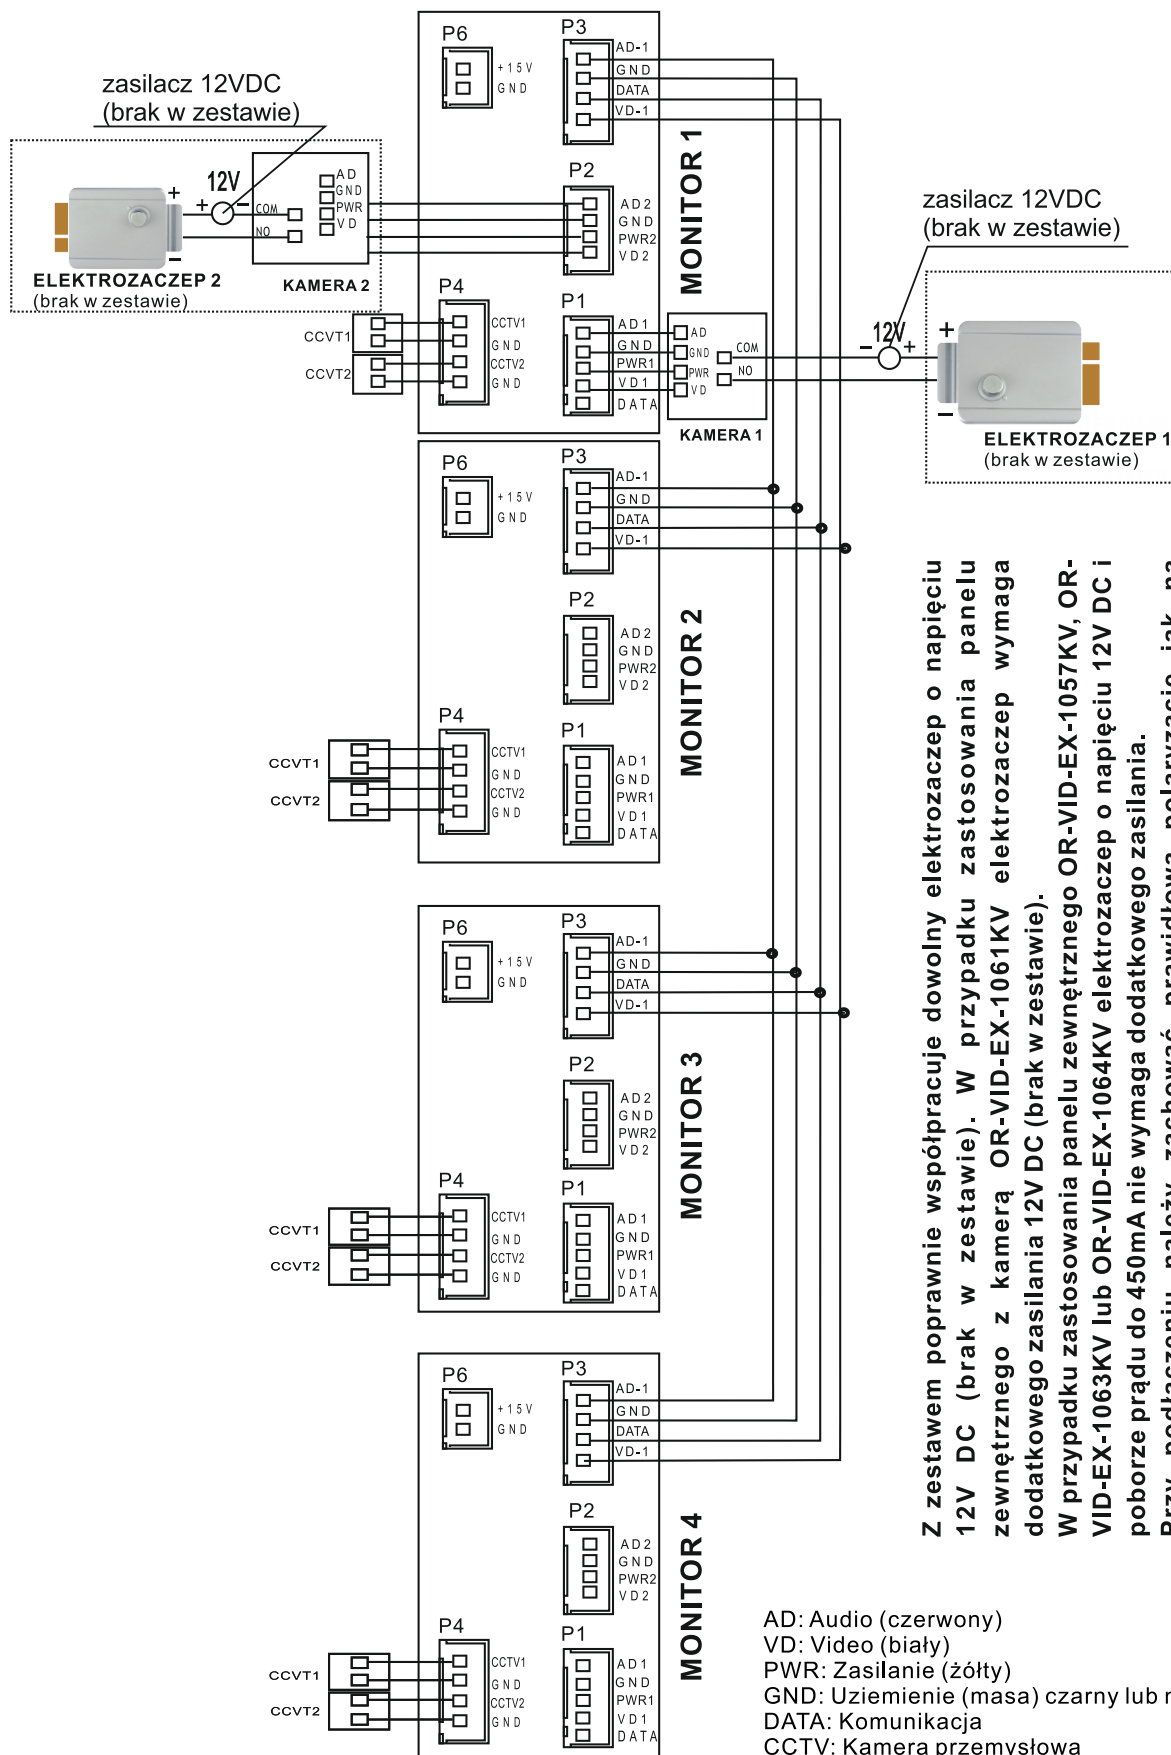 zasilacz 12VDC
(brak w zestawie)
12V
+
−
+
−
COM
NO
AD
GND
PWR
VD
ELEKTROZACZEP 2
(brak w zestawie)
KAMERA 2
P6
+15V
GND
P3
AD-1
GND
DATA
VD-1
P2
AD2
GND
PWR2
VD2
P4
CCTV1
GND
CCTV2
GND
CCVT1
CCVT2
P1
AD1
GND
PWR1
VD1
DATA
MONITOR 1
AD
GND
PWR
VD
COM
NO
KAMERA 1
zasilacz 12VDC
(brak w zestawie)
12V
−
+
+
−
ELEKTROZACZEP 1
(brak w zestawie)
P6
+15V
GND
P3
AD-1
GND
DATA
VD-1
P2
AD2
GND
PWR2
VD2
P4
CCTV1
GND
CCTV2
GND
CCVT1
CCVT2
P1
AD1
GND
PWR1
VD1
DATA
MONITOR 2
P6
+15V
GND
P3
AD-1
GND
DATA
VD-1
P2
AD2
GND
PWR2
VD2
P4
CCTV1
GND
CCTV2
GND
CCVT1
CCVT2
P1
AD1
GND
PWR1
VD1
DATA
MONITOR 3
P6
+15V
GND
P3
AD-1
GND
DATA
VD-1
P2
AD2
GND
PWR2
VD2
P4
CCTV1
GND
CCTV2
GND
CCVT1
CCVT2
P1
AD1
GND
PWR1
VD1
DATA
MONITOR 4
Z zestawem poprawnie współpracuje dowolny elektrozaczep o napięciu
12V DC (brak w zestawie). W przypadku zastosowania panelu
zewnętrznego z kamerą OR-VID-EX-1061KV elektrozaczep wymaga
dodatkowego zasilania 12V DC (brak w zestawie).
W przypadku zastosowania panelu zewnętrznego OR-VID-EX-1057KV, OR-
VID-EX-1063KV lub OR-VID-EX-1064KV elektrozaczep o napięciu 12V DC i
poborze prądu do 450mA nie wymaga dodatkowego zasilania.
Przy podłączeniu należy zachować prawidłową polaryzację jak na
AD: Audio (czerwony)
VD: Video (biały)
PWR: Zasilanie (żółty)
GND: Uziemienie (masa) czarny lub
DATA: Komunikacja
CCTV: Kamera przemysłowa